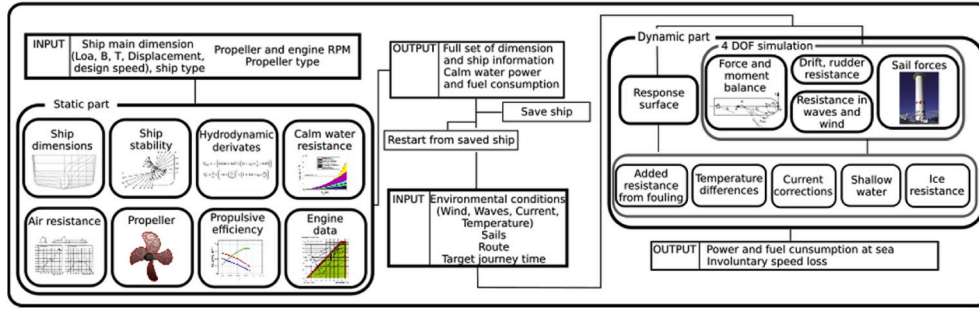 INPUT
Ship main dimension
(Loa, B, T, Displacement,
design speed), ship type
Propeller and engine RPM
Propeller type
Static part
Ship
dimensions
Ship
stability
Hydrodynamic
derivates
Calm water
resistance
Air resistance
Propeller
Propulsive
efficiency
Engine
data
OUTPUT
Full set of dimension
and ship information
Calm water power
and fuel consumption
Save ship
Restart from saved ship
INPUT
Environmental conditions
(Wind, Waves, Current,
Temperature)
Sails
Route
Target journey time
Dynamic part
Response
surface
4 DOF simulation
Force and
moment
balance
Drift, rudder
resistance
Resistance in
waves and
wind
Sail forces
Added
resistance
from fouling
Temperature
differences
Current
corrections
Shallow
water
Ice
resistance
OUTPUT
Power and fuel cunsumption at sea
Involuntary speed loss